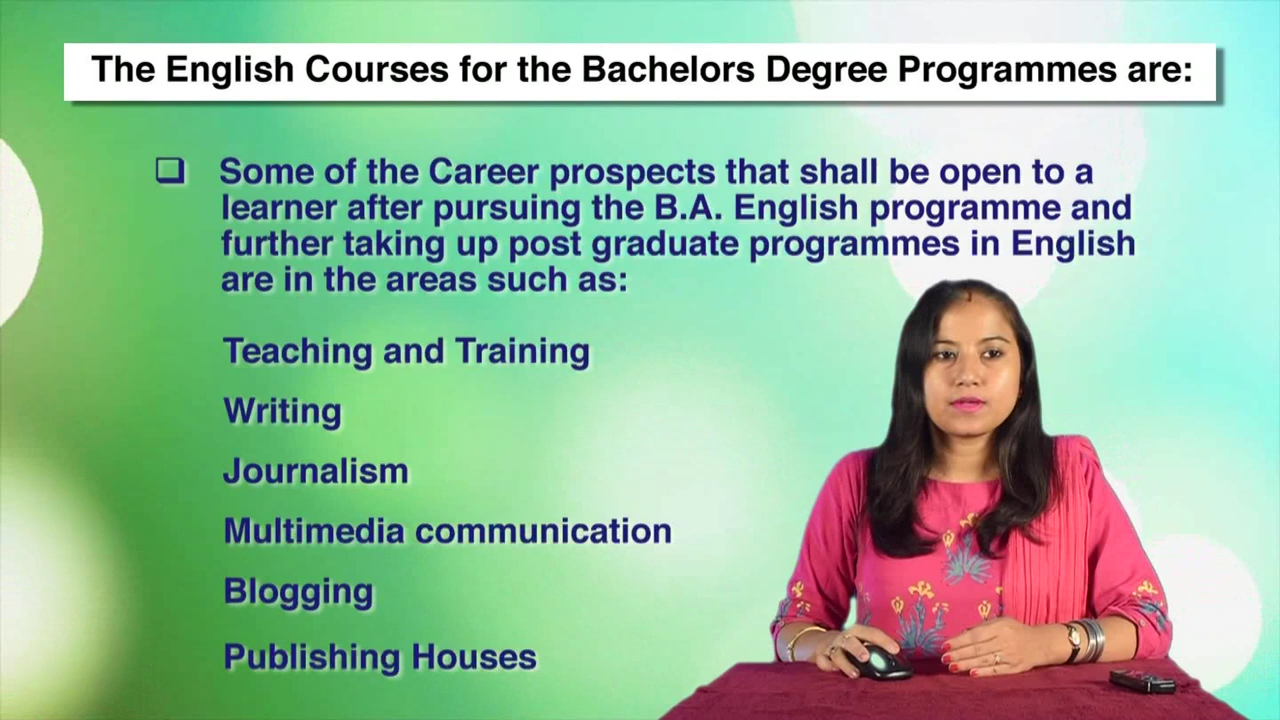 The English Courses for the Bachelors Degree Programmes are:
Some of the Career prospects that shall be open to a
learner after pursuing the B.A. English programme and
further taking up post graduate programmes in English
are in the areas such as:
Teaching and Training
Writing
Journalism
Multimedia communication
Blogging
Publishing Houses